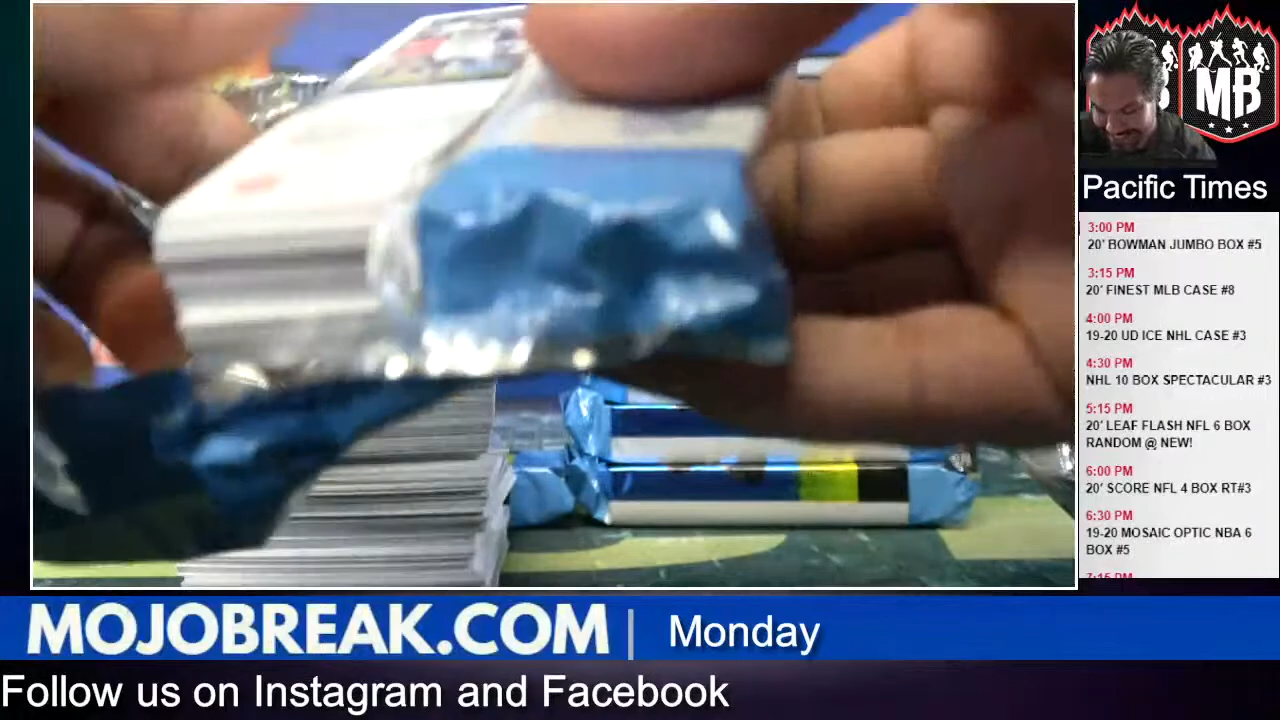 MB
Pacific Times
3:00 PM
20' BOWMAN JUMBO BOX #5
3:15 PM
20' FINEST MLB CASE #8
4:00 PM
19-20 UD ICE NHL CASE #3
4:30 PM
NHL 10 BOX SPECTACULAR #3
5:15 PM
20' LEAF FLASH NFL 6 BOX
RANDOM @ NEW!
6:00 PM
20' SCORE NFL 4 BOX RT#3
6:30 PM
19-20 MOSAIC OPTIC NBA 6
BOX #5
MOJOBREAK.COM | Monday
Follow us on Instagram and Facebook